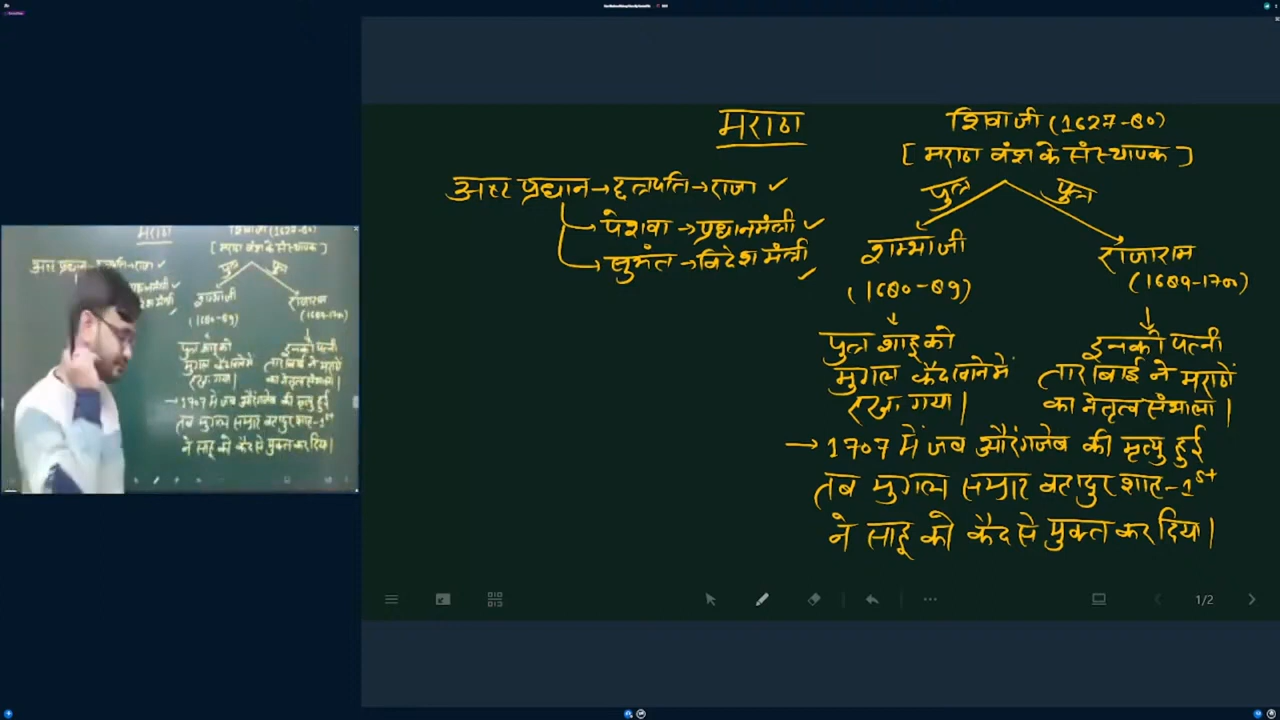 मराठा
शिवाजी (1627-80)
[ मराठा वंश के संस्थापक ]
पुत्र पुत्र
अष्ट प्रधान→छत्रपति→राजा ✓
→पेशवा→प्रधानमंत्री ✓
→सुमंत→विदेश मंत्री ✓
शम्भाजी
(1680-89)
↓
पुत्र शाहू को
मुगल कैदखाने में
रखा गया|
राजाराम
(1689-1700)
↓
इनकी पत्नी
ताराबाई ने मराठों
का नेतृत्व संभाला|
→ 1707 में जब औरंगजेब की मृत्यु हुई
तब मुगल सम्राट बहादुर शाह-1st
ने साहू को कैद से मुक्त कर दिया|
1/2